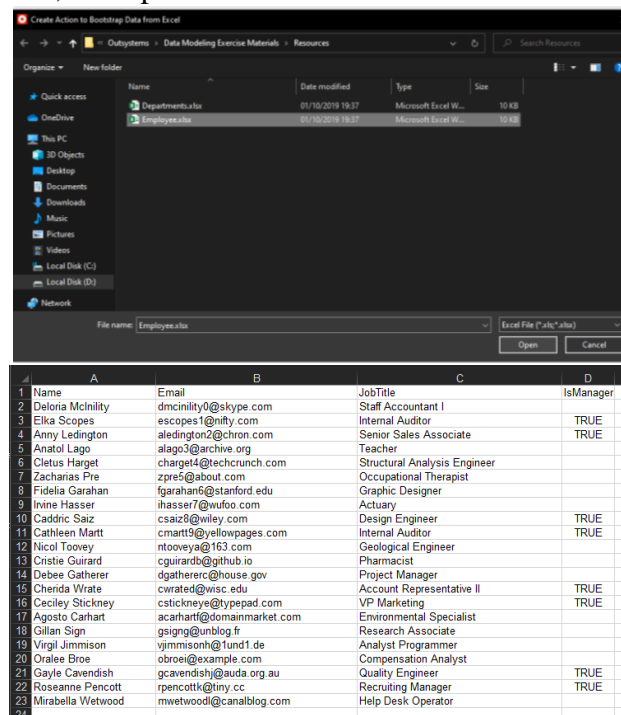 Create Action to Bootstrap Data from Excel
Outsystems › Data Modeling Exercise Materials › Resources
Search Resources
Organize New folder
Name Date modified Type Size
Departments.xlsx 01/10/2019 19:37 Microsoft Excel W... 10 KB
Employee.xlsx 01/10/2019 19:37 Microsoft Excel W... 10 KB
Quick access
OneDrive
This PC
3D Objects
Desktop
Documents
Downloads
Music
Pictures
Videos
Local Disk (C:)
Local Disk (D:)
Network
File name: Employee.xlsx Excel File (*.xls;*.xlsx)
Open Cancel
A B C D
1 Name Email JobTitle IsManager
2 Deloria McInility dmcinility0@skype.com Staff Accountant I
3 Elka Scopes escopes1@nifty.com Internal Auditor TRUE
4 Anny Ledington aledington2@chron.com Senior Sales Associate TRUE
5 Anatol Lago alago3@archive.org Teacher
6 Cletus Harget charget4@techcrunch.com Structural Analysis Engineer
7 Zacharias Pre zpre5@about.com Occupational Therapist
8 Fidelia Garahan fgarahan6@stanford.edu Graphic Designer
9 Irvine Hasser ihasser7@wufoo.com Actuary
10 Caddric Saiz csaiz8@wiley.com Design Engineer TRUE
11 Cathleen Martt cmartt9@yellowpages.com Internal Auditor TRUE
12 Nicol Toovey ntooveya@163.com Geological Engineer
13 Cristie Guirard cguirardb@github.io Pharmacist
14 Debee Gatherer dgathererc@house.gov Project Manager
15 Cherida Wrate cwrated@wisc.edu Account Representative II TRUE
16 Ceciley Stickney cstickneye@typepad.com VP Marketing TRUE
17 Agosto Carhart acarhartf@domainmarket.com Environmental Specialist
18 Gillan Sign gsigng@unblog.fr Research Associate
19 Virgil Jimmison vjimmisonh@1und1.de Analyst Programmer
20 Oralee Broe obroei@example.com Compensation Analyst
21 Gayle Cavendish gcavendishj@auda.org.au Quality Engineer TRUE
22 Roseanne Pencott rpencottk@tiny.cc Recruiting Manager TRUE
23 Mirabella Wetwood mwetwoodl@canalblog.com Help Desk Operator